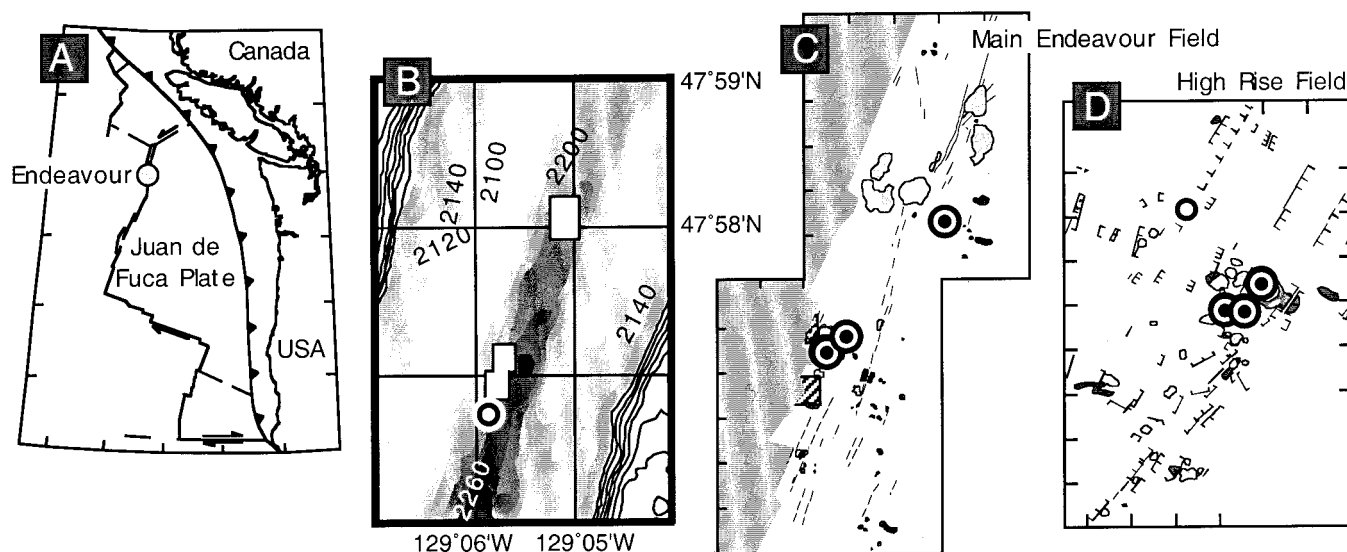 A
Canada
Endeavour
Juan de
Fuca Plate
USA
B
47°59'N
47°58'N
2140
2100
2200
2120
2140
2260
129°06'W
129°05'W
C
Main Endeavour Field
D
High Rise Field